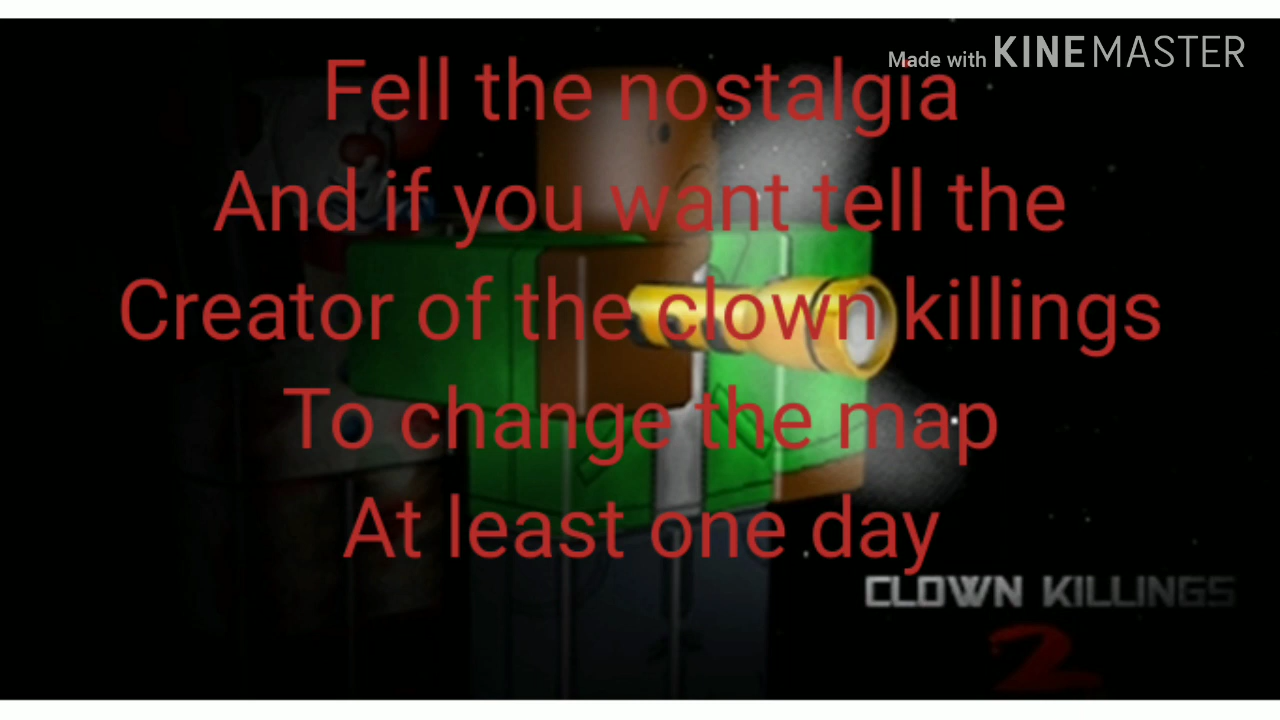 Made with KINEMASTER
Fell the nostalgia
And if you want tell the
Creator of the clown killings
To change the map
At least one day
CLOWN KILLINGS
2